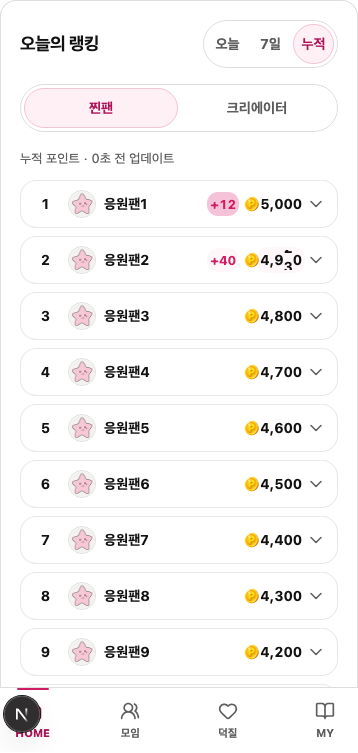 오늘의 랭킹
오늘 7일 누적
찐팬 크리에이터
누적 포인트 · 0초 전 업데이트
1 응원팬1 +12 5,000
2 응원팬2 +40
3 응원팬3 4,800
4 응원팬4 4,700
5 응원팬5 4,600
6 응원팬6 4,500
7 응원팬7 4,400
8 응원팬8 4,300
9 응원팬9 4,200
N
HOME 모임 덕질 MY